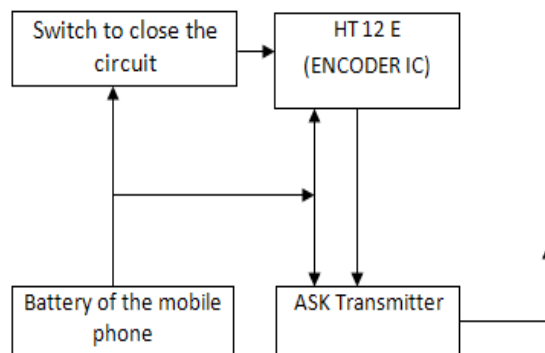 Switch to close the
circuit
HT 12 E
(ENCODER IC)
Battery of the mobile
phone
ASK Transmitter